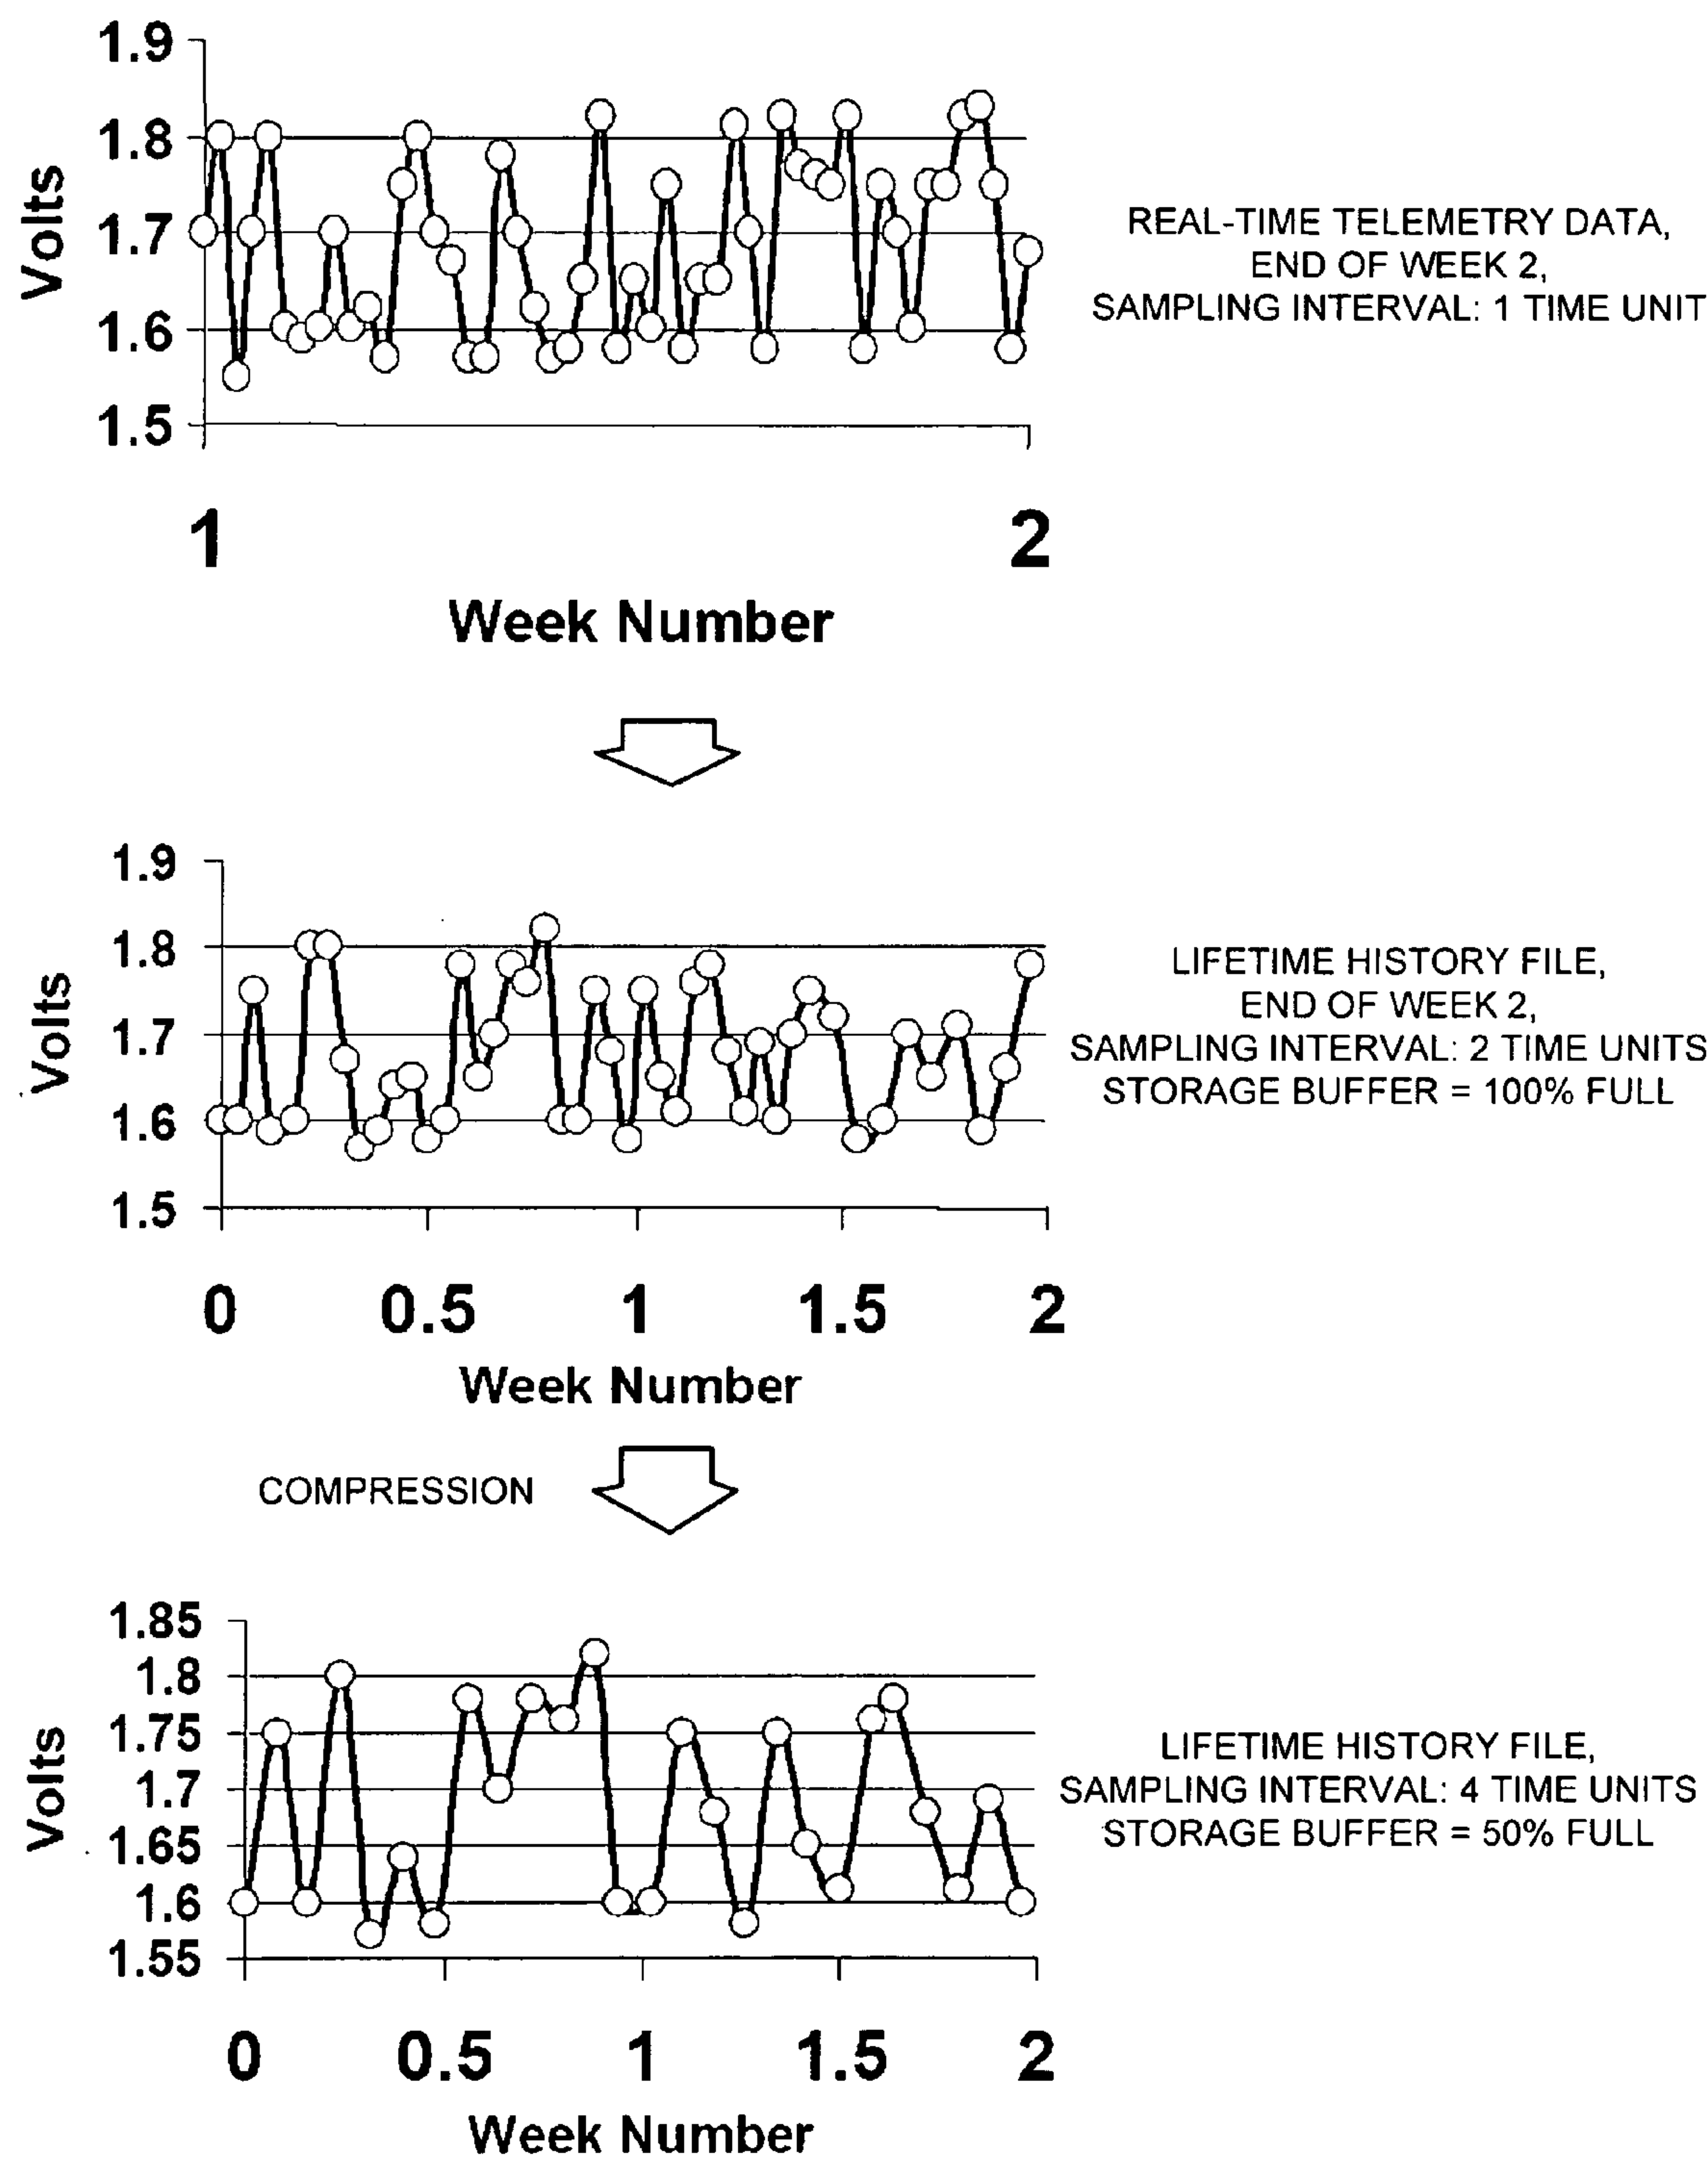 1.9
1.8
1.7
1.6
1.5
Volts
1
2
Week Number
REAL-TIME TELEMETRY DATA,
END OF WEEK 2,
SAMPLING INTERVAL: 1 TIME UNIT
1.9
1.8
1.7
1.6
1.5
Volts
0
0.5
1
1.5
2
Week Number
LIFETIME HISTORY FILE,
END OF WEEK 2,
SAMPLING INTERVAL: 2 TIME UNITS
STORAGE BUFFER = 100% FULL
COMPRESSION
1.85
1.8
1.75
1.7
1.65
1.6
1.55
Volts
0
0.5
1
1.5
2
Week Number
LIFETIME HISTORY FILE,
SAMPLING INTERVAL: 4 TIME UNITS
STORAGE BUFFER = 50% FULL